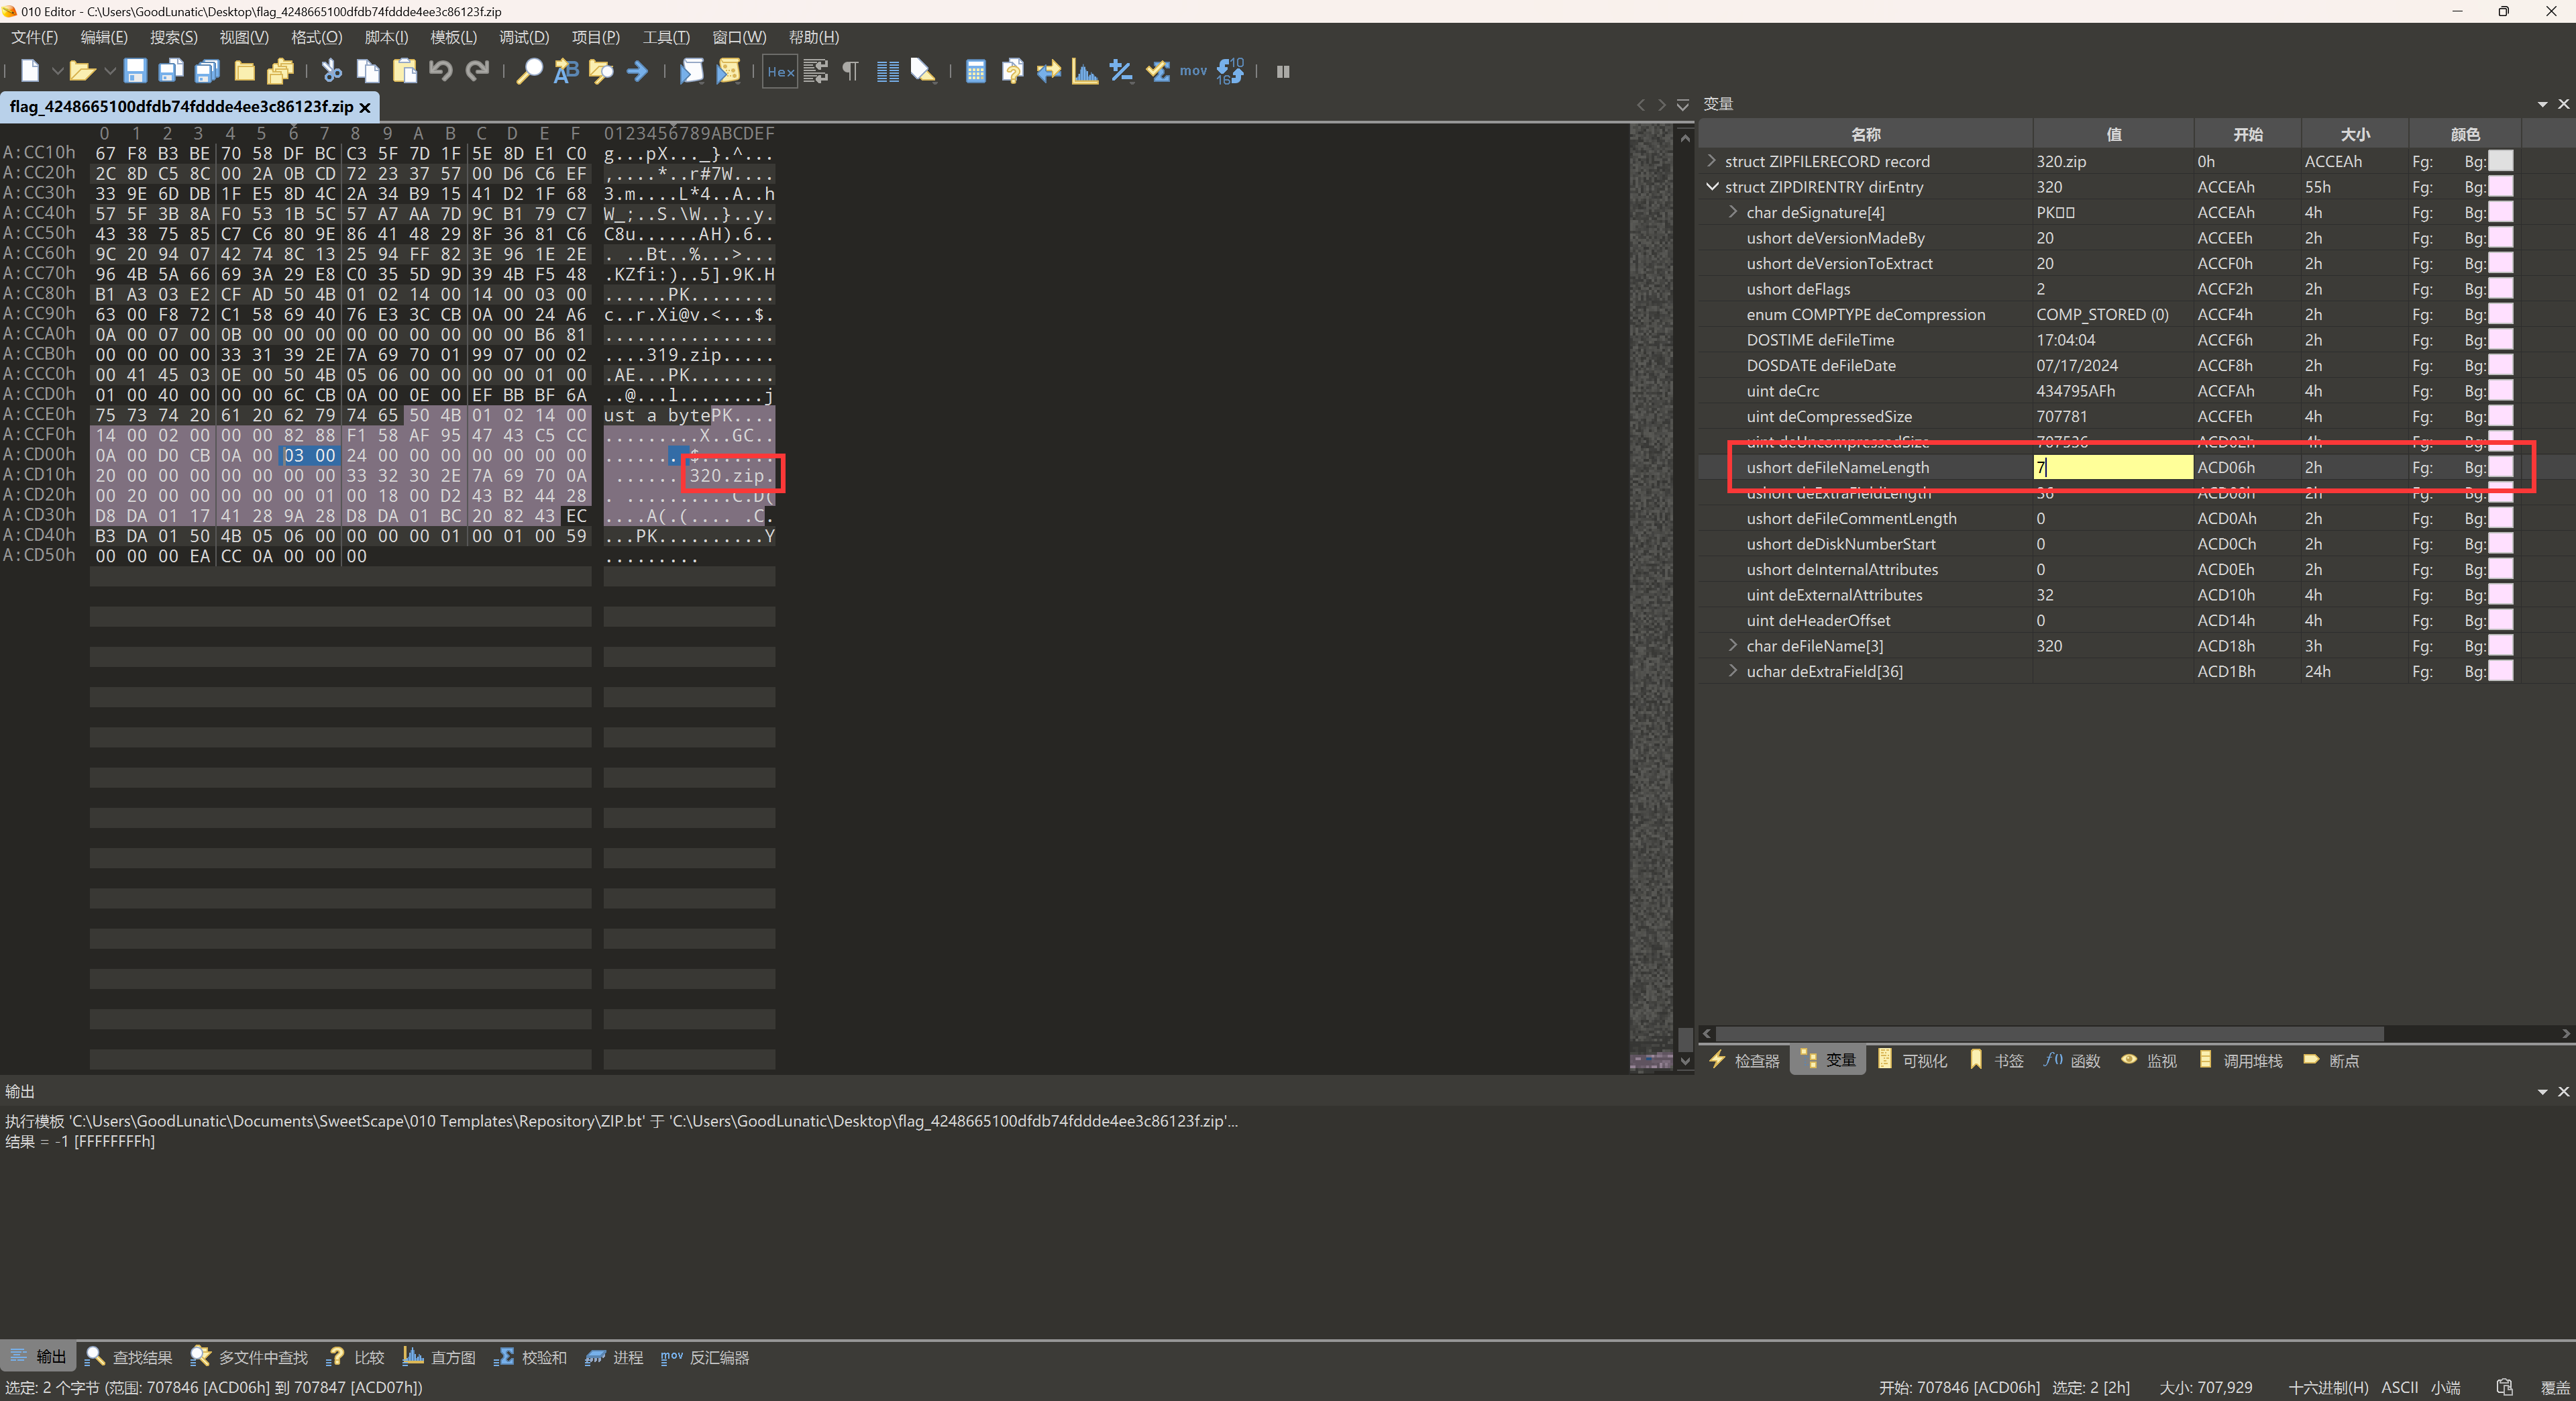 010 Editor - C:\Users\GoodLunatic\Desktop\flag_4248665100dfdb74fddde4ee3c86123f.zip
文件(F) 编辑(E) 搜索(S) 视图(V) 格式(O) 脚本(I) 模板(L) 调试(D) 项目(P) 工具(T) 窗口(W) 帮助(H)
Hex mov
flag_4248665100dfdb74fddde4ee3c86123f.zip
0 1 2 3 4 5 6 7 8 9 A B C D E F 0123456789ABCDEF
A:CC10h 67 F8 B3 BE 70 58 DF BC C3 5F 7D 1F 5E 8D E1 C0 g...pX..._}.^...
A:CC20h 2C 8D C5 8C 00 2A 0B CD 72 23 37 57 00 D6 C6 EF ,....*..r#7W....
A:CC30h 33 9E 6D DB 1F E5 8D 4C 2A 34 B9 15 41 D2 1F 68 3.m....L*4..A..h
A:CC40h 57 5F 3B 8A F0 53 1B 5C 57 A7 AA 7D 9C B1 79 C7 W_;..S.\W..}..y.
A:CC50h 43 38 75 85 C7 C6 80 9E 86 41 48 29 8F 36 81 C6 C8u......AH).6..
A:CC60h 9C 20 94 07 42 74 8C 13 25 94 FF 82 3E 96 1E 2E . ..Bt..%...>...
A:CC70h 96 4B 5A 66 69 3A 29 E8 C0 35 5D 9D 39 4B F5 48 .KZfi:)..5].9K.H
A:CC80h B1 A3 03 E2 CF AD 50 4B 01 02 14 00 14 00 03 00 ......PK........
A:CC90h 63 00 F8 72 C1 58 69 40 76 E3 3C CB 0A 00 24 A6 c..r.Xi@v.<...$.
A:CCA0h 0A 00 07 00 0B 00 00 00 00 00 00 00 00 00 B6 81 ................
A:CCB0h 00 00 00 00 33 31 39 2E 7A 69 70 01 99 07 00 02 ....319.zip.....
A:CCC0h 00 41 45 03 0E 00 50 4B 05 06 00 00 00 00 01 00 .AE...PK........
A:CCD0h 01 00 40 00 00 00 6C CB 0A 00 0E 00 EF BB BF 6A ..@...l........j
A:CCE0h 75 73 74 20 61 20 62 79 74 65 50 4B 01 02 14 00 ust a bytePK....
A:CCF0h 14 00 02 00 00 00 82 88 F1 58 AF 95 47 43 C5 CC .........X..GC..
A:CD00h 0A 00 D0 CB 0A 00 03 00 24 00 00 00 00 00 00 00 ........$.......
A:CD10h 20 00 00 00 00 00 00 00 33 32 30 2E 7A 69 70 0A .......320.zip.
A:CD20h 00 20 00 00 00 00 00 01 00 18 00 D2 43 B2 44 28 . ..........C.D(
A:CD30h D8 DA 01 17 41 28 9A 28 D8 DA 01 BC 20 82 43 EC ....A(.(.... .C.
A:CD40h B3 DA 01 50 4B 05 06 00 00 00 00 01 00 01 00 59 ...PK..........Y
A:CD50h 00 00 00 EA CC 0A 00 00 00 .........
变量
名称 值 开始 大小 颜色
struct ZIPFILERECORD record 320.zip 0h ACCEAh Fg: Bg:
struct ZIPDIRENTRY dirEntry 320 ACCEAh 55h Fg: Bg:
char deSignature[4] PK□□ ACCEAh 4h Fg: Bg:
ushort deVersionMadeBy 20 ACCEEh 2h Fg: Bg:
ushort deVersionToExtract 20 ACCF0h 2h Fg: Bg:
ushort deFlags 2 ACCF2h 2h Fg: Bg:
enum COMPTYPE deCompression COMP_STORED (0) ACCF4h 2h Fg: Bg:
DOSTIME deFileTime 17:04:04 ACCF6h 2h Fg: Bg:
DOSDATE deFileDate 07/17/2024 ACCF8h 2h Fg: Bg:
uint deCrc 434795AFh ACCFAh 4h Fg: Bg:
uint deCompressedSize 707781 ACCFEh 4h Fg: Bg:
uint deUncompressedSize 707536 ACD02h 4h Fg: Bg:
ushort deFileNameLength 7 ACD06h 2h Fg: Bg:
ushort deExtraFieldLength 36 ACD08h 2h Fg: Bg:
ushort deFileCommentLength 0 ACD0Ah 2h Fg: Bg:
ushort deDiskNumberStart 0 ACD0Ch 2h Fg: Bg:
ushort deInternalAttributes 0 ACD0Eh 2h Fg: Bg:
uint deExternalAttributes 32 ACD10h 4h Fg: Bg:
uint deHeaderOffset 0 ACD14h 4h Fg: Bg:
char deFileName[3] 320 ACD18h 3h Fg: Bg:
uchar deExtraField[36] ACD1Bh 24h Fg: Bg:
检查器 变量 可视化 书签 f() 函数 监视 调用堆栈 断点
输出
执行模板 'C:\Users\GoodLunatic\Documents\SweetScape\010 Templates\Repository\ZIP.bt' 于 'C:\Users\GoodLunatic\Desktop\flag_4248665100dfdb74fddde4ee3c86123f.zip'...
结果 = -1 [FFFFFFFFh]
输出 查找结果 多文件中查找 比较 直方图 校验和 进程 mov 反汇编器
选定: 2 个字节 (范围: 707846 [ACD06h] 到 707847 [ACD07h]) 开始: 707846 [ACD06h] 选定: 2 [2h] 大小: 707,929 十六进制(H) ASCII 小端 覆盖